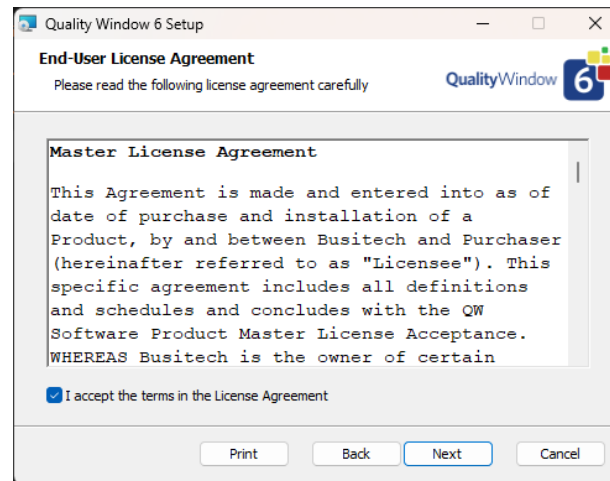 Quality Window 6 Setup
End-User License Agreement
Please read the following license agreement carefully
QualityWindow 6
Master License Agreement
This Agreement is made and entered into as of
date of purchase and installation of a
Product, by and between Busitech and Purchaser
(hereinafter referred to as "Licensee"). This
specific agreement includes all definitions
and schedules and concludes with the QW
Software Product Master License Acceptance.
WHEREAS Busitech is the owner of certain
I accept the terms in the License Agreement
Print Back Next Cancel